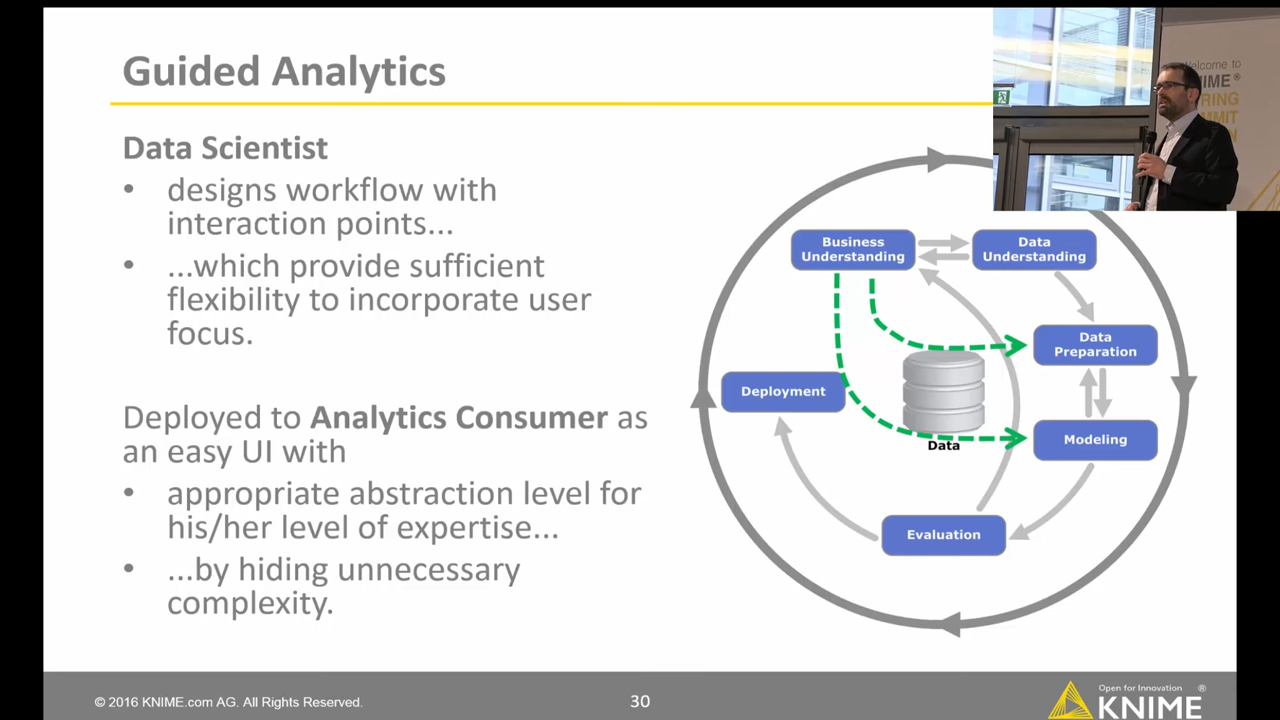 Guided Analytics
Data Scientist
• designs workflow with
interaction points...
• ...which provide sufficient
flexibility to incorporate user
focus.
Deployed to Analytics Consumer as
an easy UI with
• appropriate abstraction level for
his/her level of expertise...
• ...by hiding unnecessary
complexity.
Welcome to
KNIME®
Business
Understanding
Data
Understanding
Data
Preparation
Deployment
Data
Modeling
Evaluation
© 2016 KNIME.com AG. All Rights Reserved.
30
Open for Innovation ®
KNIME